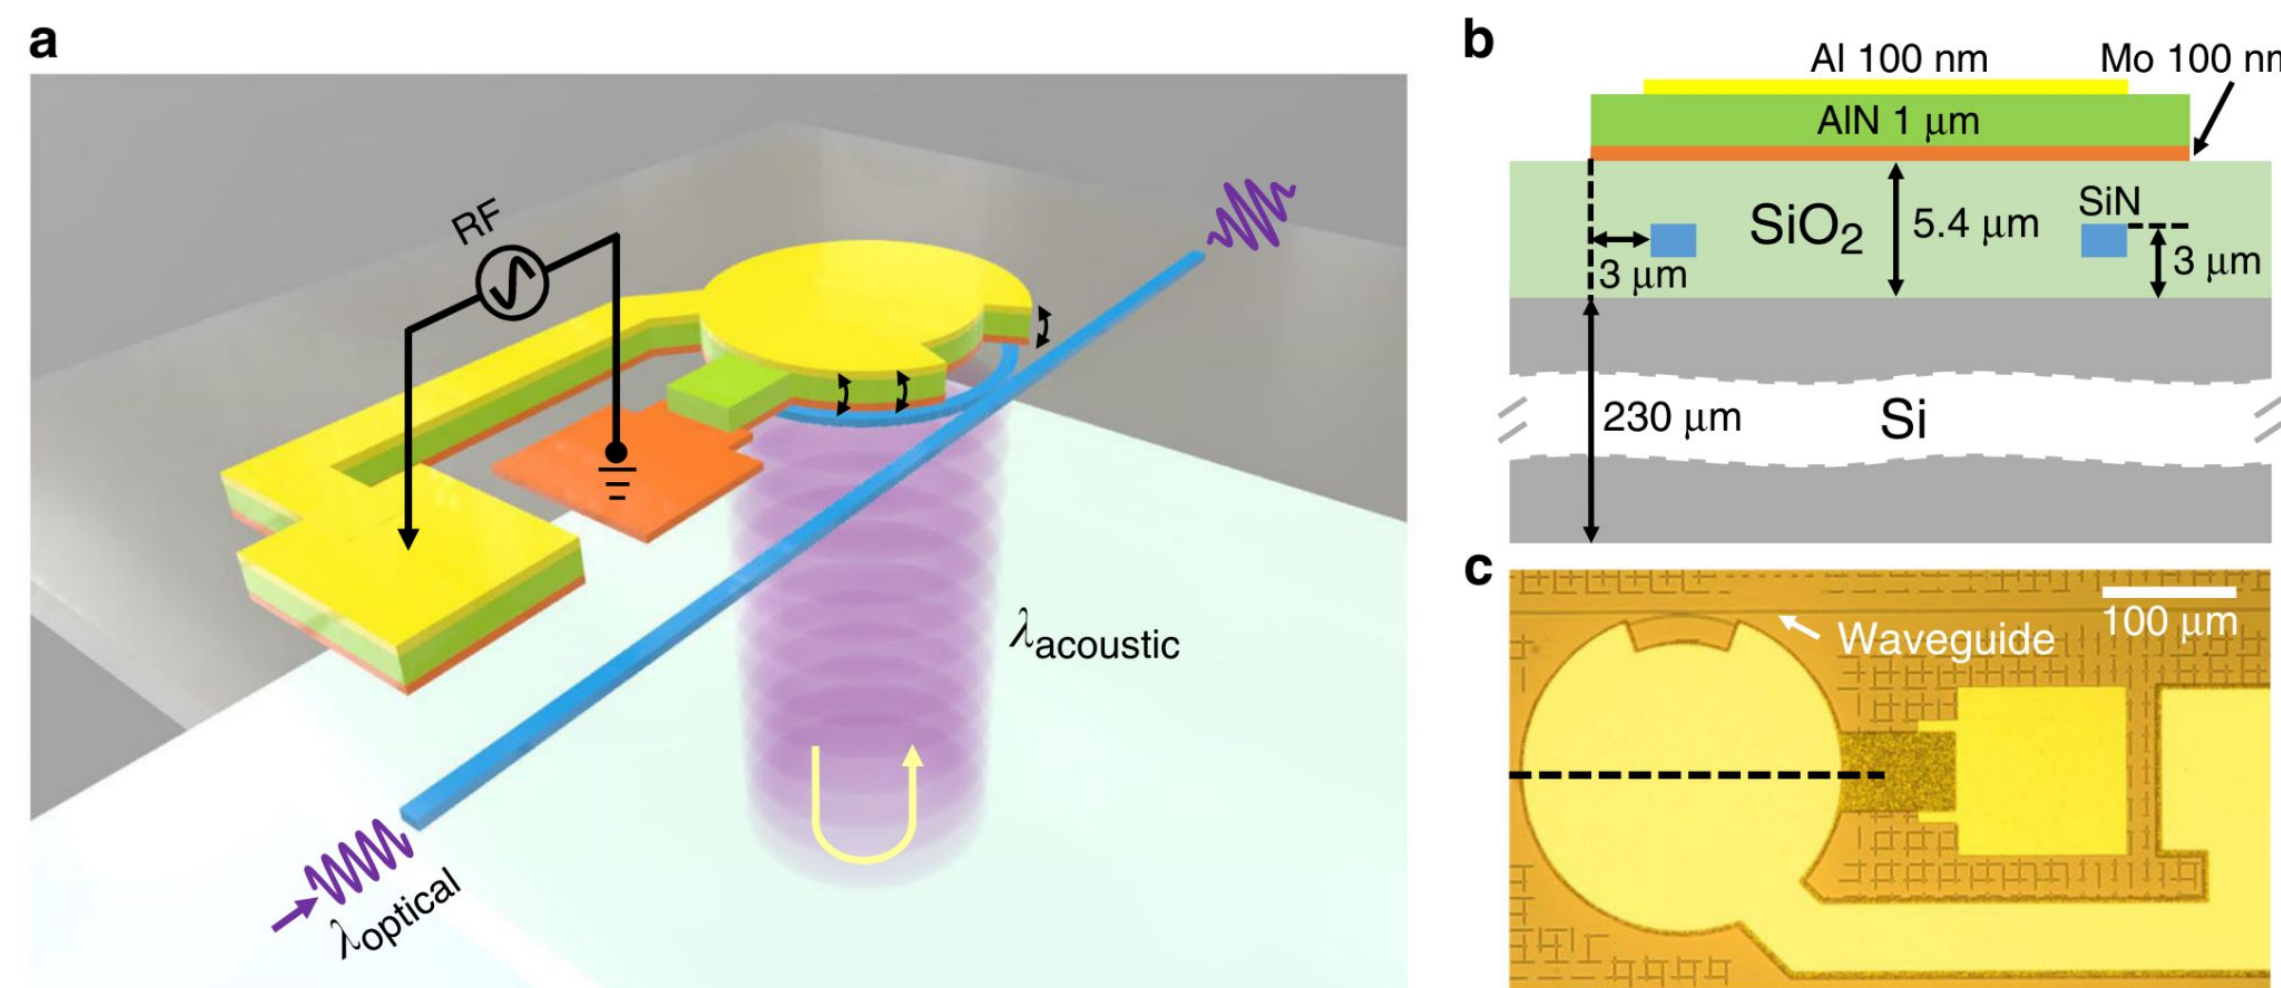 a
RF
λacoustic
λoptical
b
Al 100 nm
Mo 100 nm
AlN 1 μm
SiO2
5.4 μm
SiN
3 μm
3 μm
230 μm
Si
c
100 μm
Waveguide